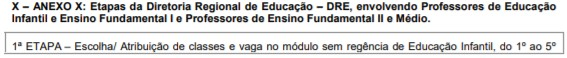 X – ANEXO X: Etapas da Diretoria Regional de Educação – DRE, envolvendo Professores de Educação
Infantil e Ensino Fundamental I e Professores de Ensino Fundamental II e Médio.
1ª ETAPA – Escolha/ Atribuição de classes e vaga no módulo sem regência de Educação Infantil, do 1º ao 5º